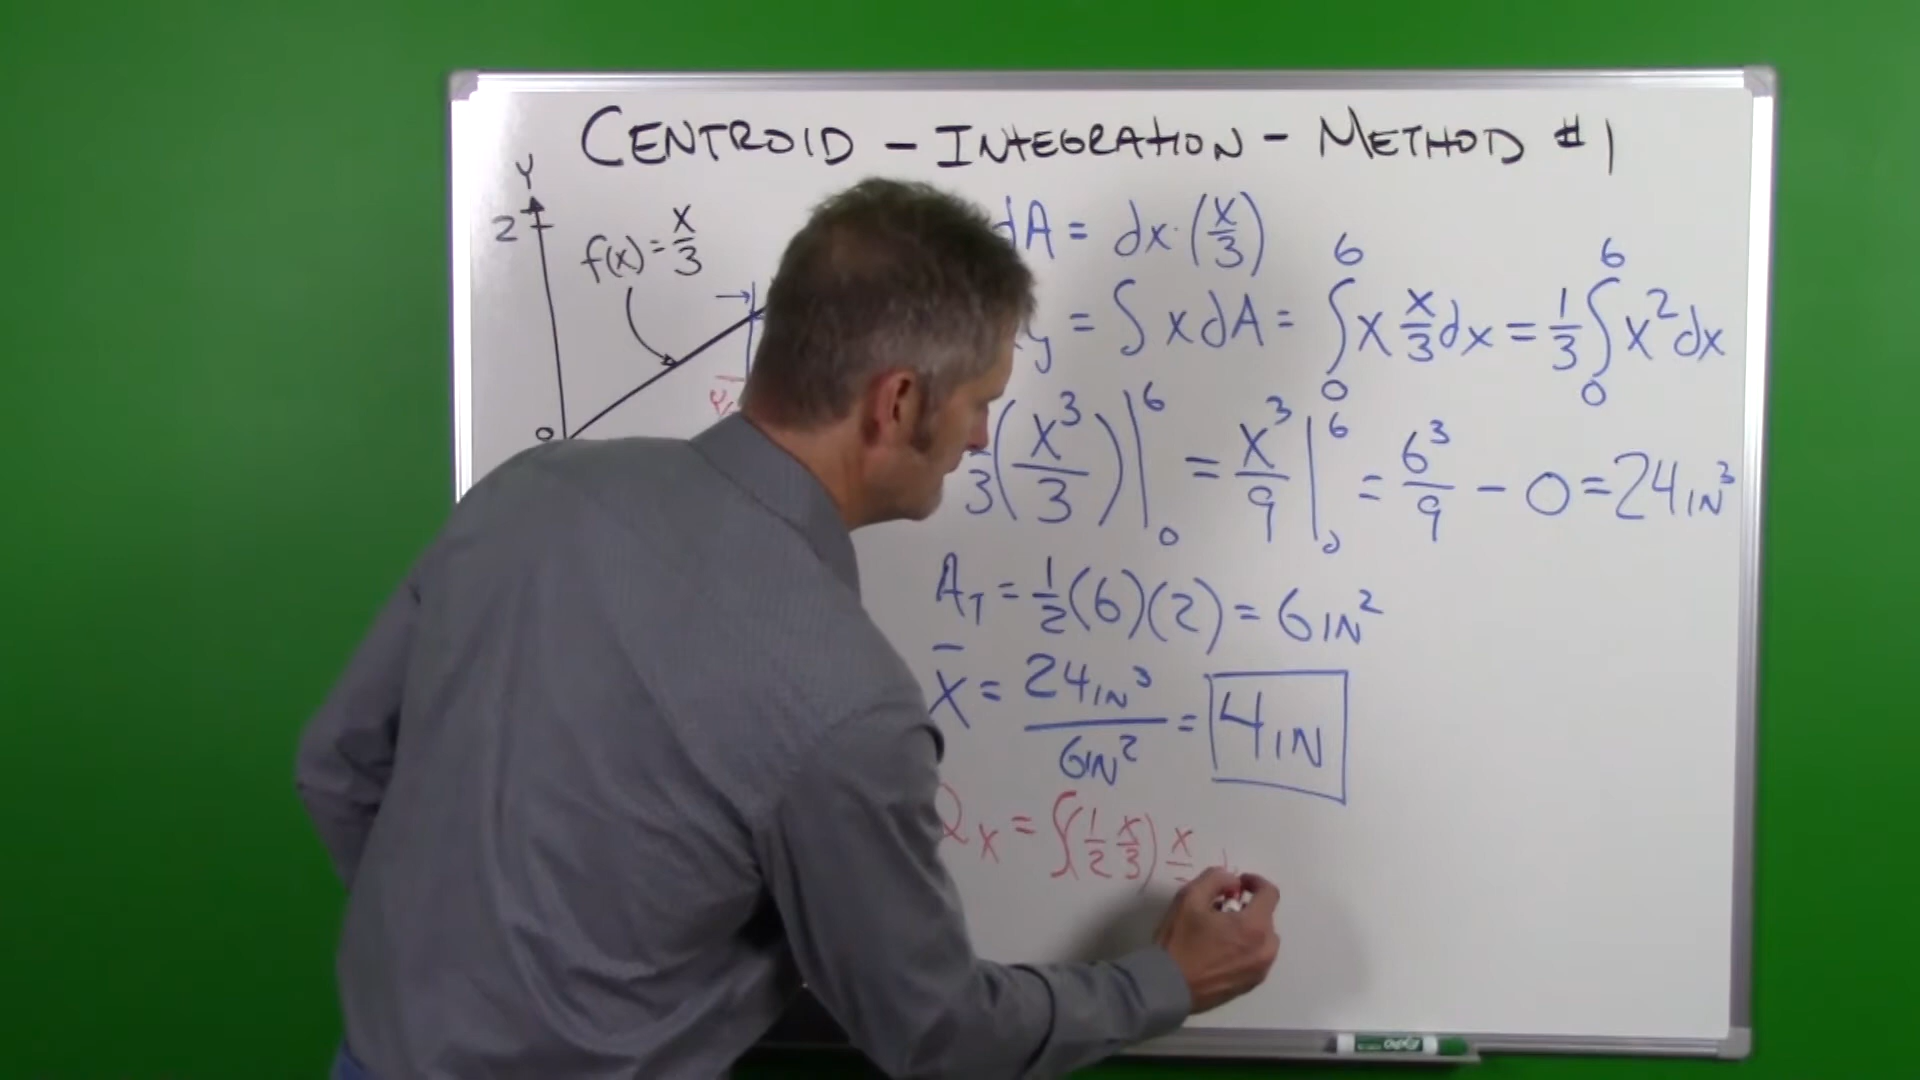 CENTROID – INTEGRATION – METHOD #1
Y
2
f(x) = x/3
0
dA = dx·(x/3)
y = ∫ x dA = ∫₀⁶ x x/3 dx = 1/3 ∫₀⁶ x² dx
3 (x³/3)|₀⁶ = x³/9|₀⁶ = 6³/9 – 0 = 24 IN³
A_T = 1/2 (6)(2) = 6 IN²
x̄ = 24 IN³/6 IN² = 4 IN
Qx = ∫(1/2 x/3) x
EXPO